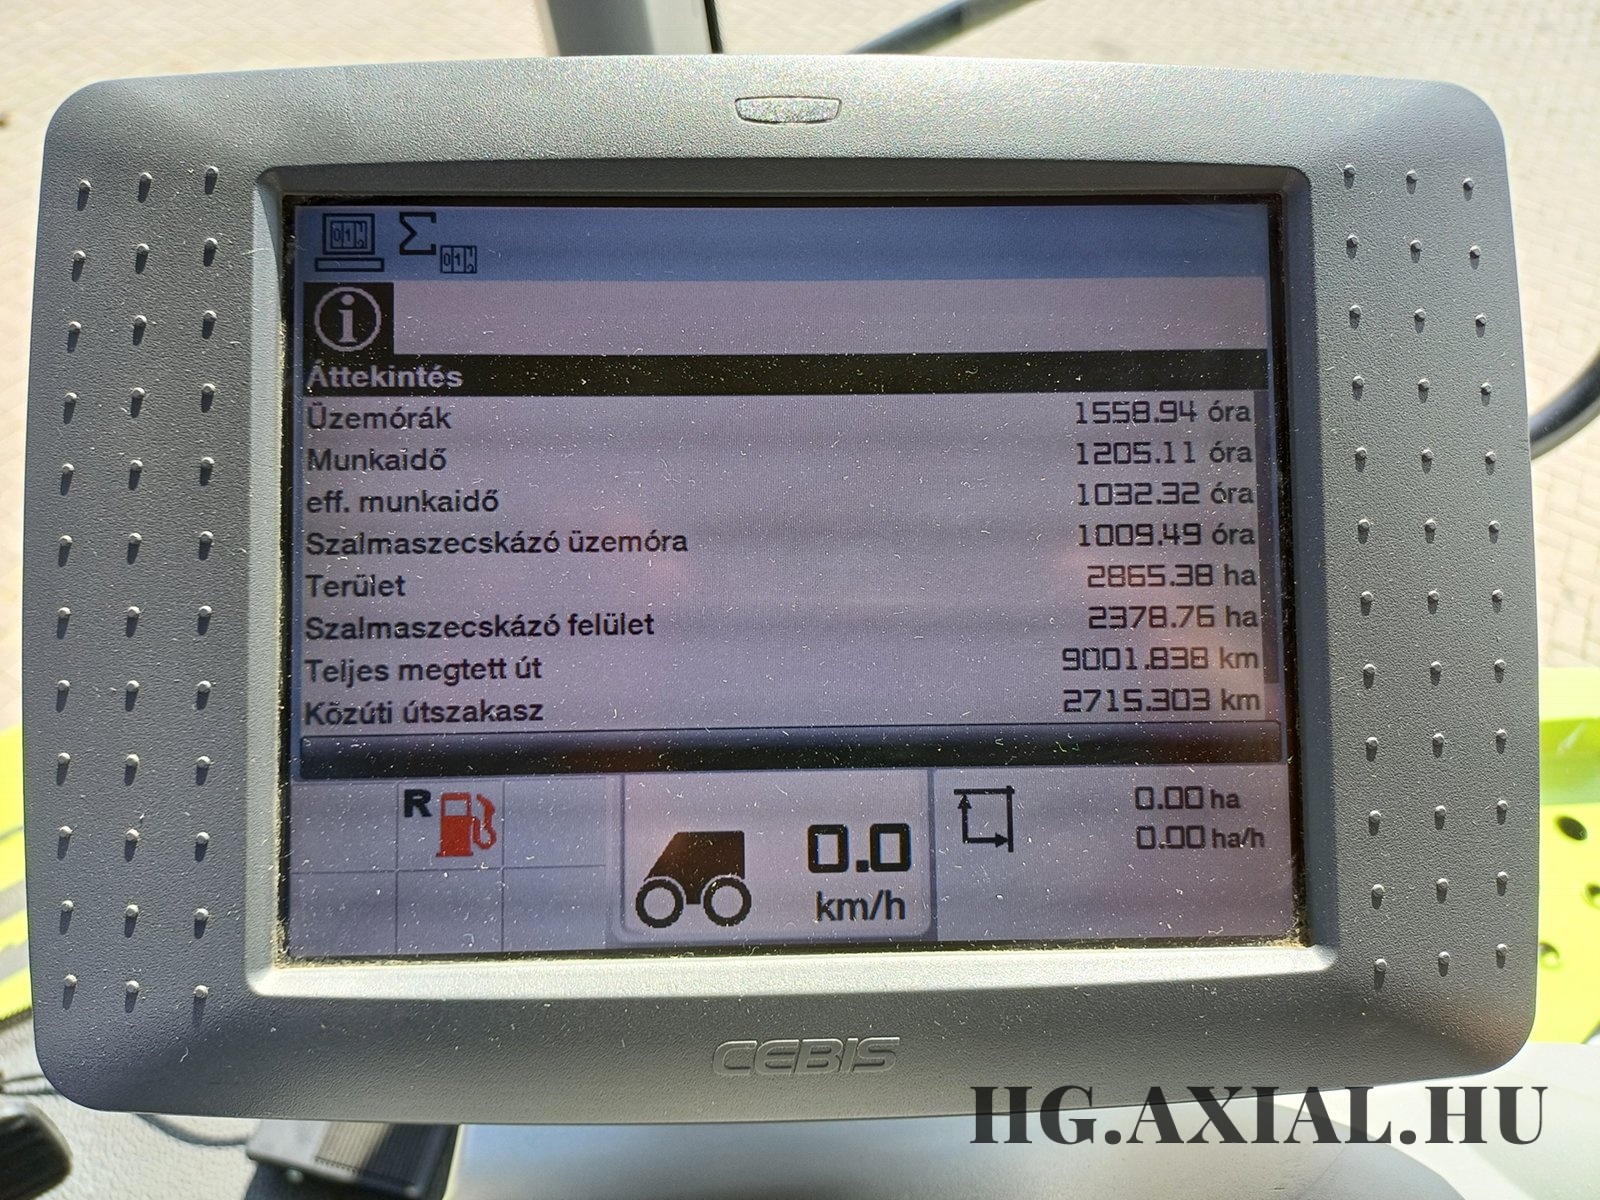 Áttekintés
Üzemórák 1558.94 óra
Munkaidő 1205.11 óra
eff. munkaidő 1032.32 óra
Szalmaszecskázó üzemóra 1009.49 óra
Terület 2865.38 ha
Szalmaszecskázó felület 2378.76 ha
Teljes megtett út 9001.838 km
Közúti útszakasz 2715.303 km
R
0.0
km/h
0.00 ha
0.00 ha/h
CEBIS
HG.AXIAL.HU